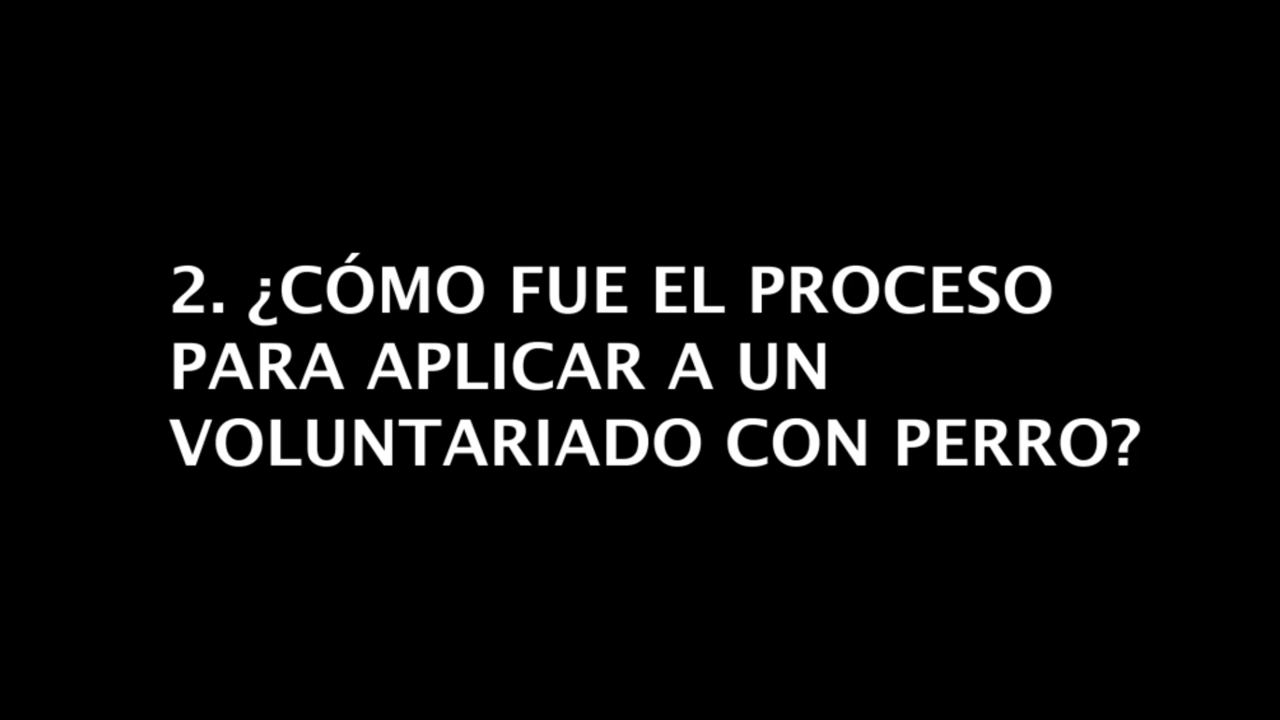 2. ¿CÓMO FUE EL PROCESO
PARA APLICAR A UN
VOLUNTARIADO CON PERRO?